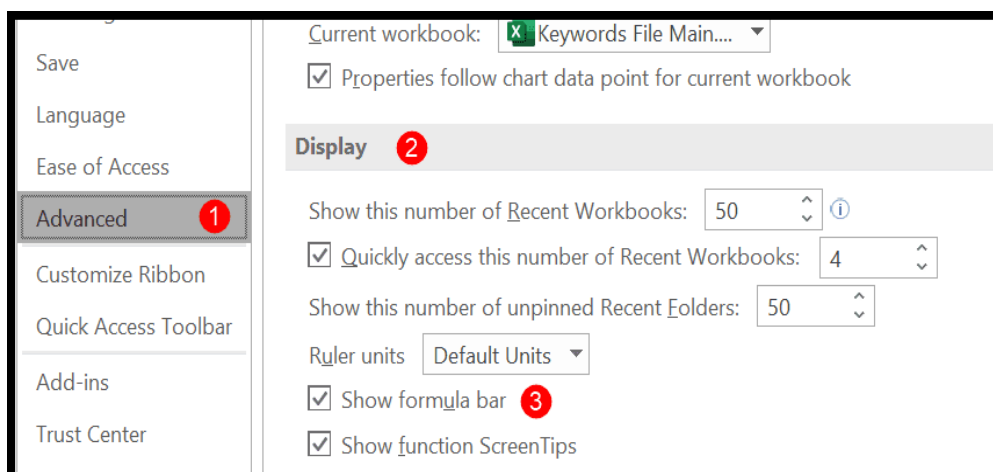 Current workbook: Keywords File Main....
Save
Properties follow chart data point for current workbook
Language
Display 2
Ease of Access
Advanced 1
Show this number of Recent Workbooks: 50
Customize Ribbon
Quickly access this number of Recent Workbooks: 4
Show this number of unpinned Recent Folders: 50
Quick Access Toolbar
Ruler units Default Units
Add-ins
Show formula bar 3
Trust Center
Show function ScreenTips